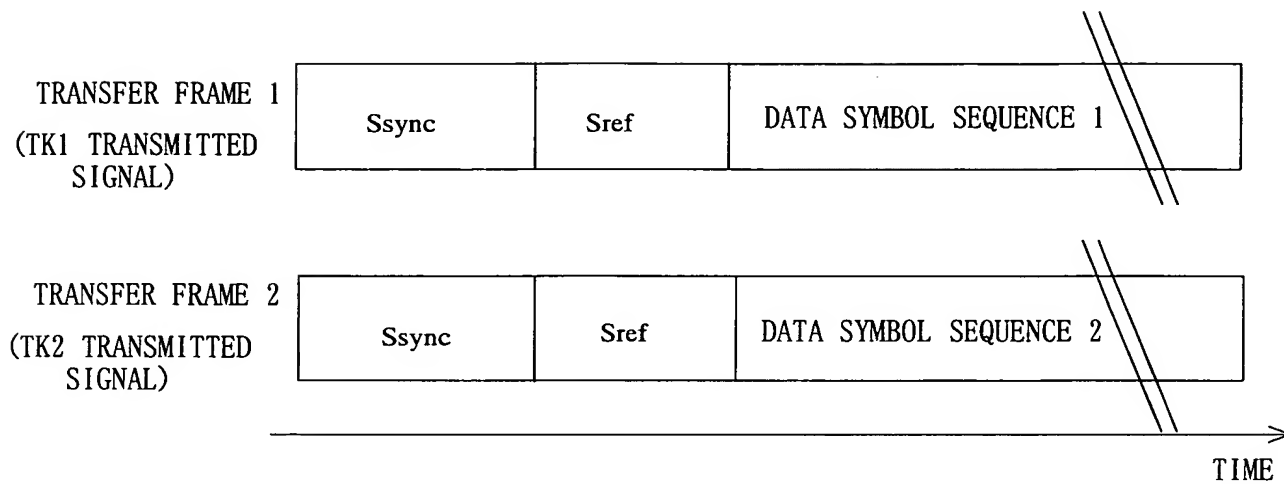 TRANSFER FRAME 1
(TK1 TRANSMITTED
SIGNAL)
Ssync
Sref
DATA SYMBOL SEQUENCE 1
TRANSFER FRAME 2
(TK2 TRANSMITTED
SIGNAL)
Ssync
Sref
DATA SYMBOL SEQUENCE 2
TIME